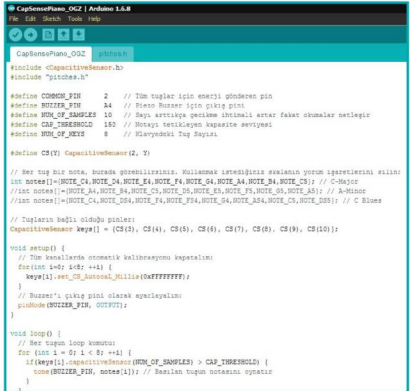 CapSensePiano_OGZ | Arduino 1.6.8
File Edit Sketch Tools Help
CapSensePiano_OGZ pitches.h
#include <CapacitiveSensor.h>
#include "pitches.h"
#define COMMON_PIN 2 // Tüm tuşlar için enerji gönderen pin
#define BUZZER_PIN A4 // Piezo Buzzer için çıkış pini
#define NUM_OF_SAMPLES 10 // Sayı arttıkça gecikme ihtimali artar fakat okumalar netleşir
#define CAP_THRESHOLD 150 // Notayı tetikleyen kapasite seviyesi
#define NUM_OF_KEYS 8 // Klavyedeki Tuş Sayısı
#define CS(Y) CapacitiveSensor(2, Y)
// Her tuş bir nota, burada görebilirsiniz. Kullanmak istediğiniz skalanın yorum işaretlerini silin:
int notes[]={NOTE_C4,NOTE_D4,NOTE_E4,NOTE_F4,NOTE_G4,NOTE_A4,NOTE_B4,NOTE_C5}; // C-Major
//int notes[]={NOTE_A4,NOTE_B4,NOTE_C5,NOTE_D5,NOTE_E5,NOTE_F5,NOTE_G5,NOTE_A5}; // A-Minor
//int notes[]={NOTE_C4,NOTE_DS4,NOTE_F4,NOTE_FS4,NOTE_G4,NOTE_AS4,NOTE_C5,NOTE_DS5}; // C Blues
// Tuşların bağlı olduğu pinler:
CapacitiveSensor keys[] = {CS(3), CS(4), CS(5), CS(6), CS(7), CS(8), CS(9), CS(10)};
void setup() {
// Tüm kanallarda otomatik kalibrasyonu kapatalım:
for(int i=0; i<8; ++i) {
keys[i].set_CS_AutocaL_Millis(0xFFFFFFFF);
}
// Buzzer'ı çıkış pini olarak ayarlayalım:
pinMode(BUZZER_PIN, OUTPUT);
}
void loop() {
// Her tuşun loop komutu:
for (int i = 0; i < 8; ++i) {
if(keys[i].capacitiveSensor(NUM_OF_SAMPLES) > CAP_THRESHOLD) {
tone(BUZZER_PIN, notes[i]); // Basılan tuşun notasını oynatır
}